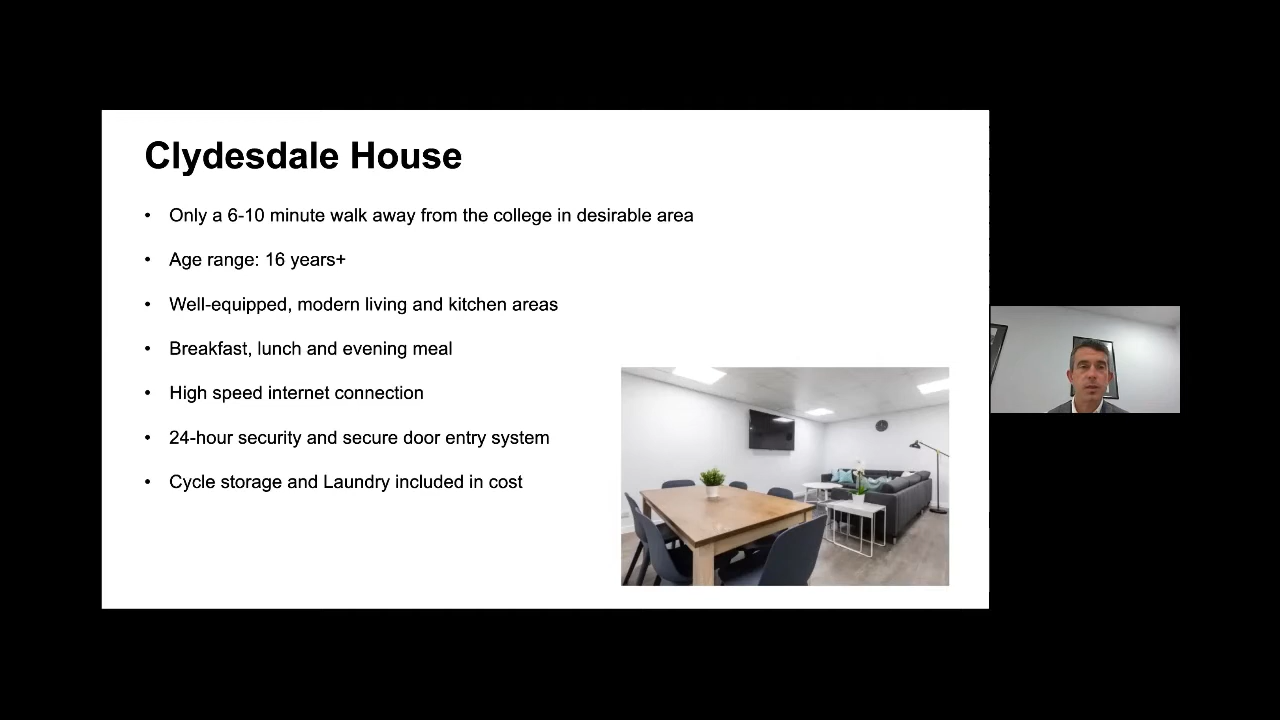 Clydesdale House
• Only a 6-10 minute walk away from the college in desirable area
• Age range: 16 years+
• Well-equipped, modern living and kitchen areas
• Breakfast, lunch and evening meal
• High speed internet connection
• 24-hour security and secure door entry system
• Cycle storage and Laundry included in cost